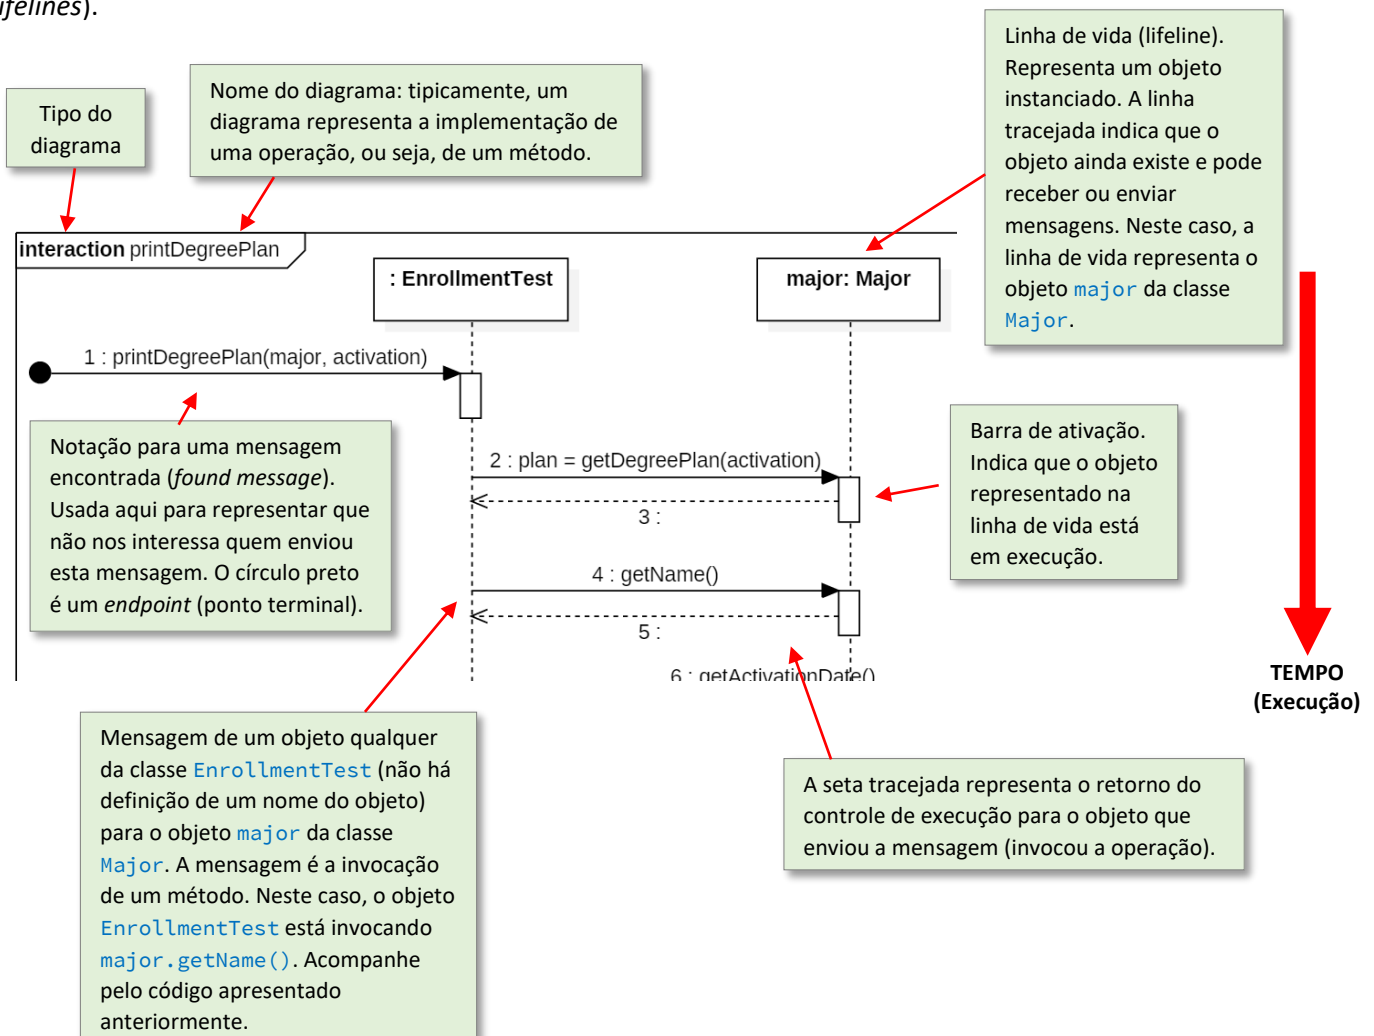 ifelines).
Linha de vida (lifeline).
Representa um objeto
instanciado. A linha
tracejada indica que o
objeto ainda existe e pode
receber ou enviar
mensagens. Neste caso, a
linha de vida representa o
objeto major da classe
Major.
Nome do diagrama: tipicamente, um
diagrama representa a implementação de
uma operação, ou seja, de um método.
Tipo do
diagrama
interaction printDegreePlan
: EnrollmentTest
major: Major
1 : printDegreePlan(major, activation)
Notação para uma mensagem
encontrada (found message).
Usada aqui para representar que
não nos interessa quem enviou
esta mensagem. O círculo preto
é um endpoint (ponto terminal).
2 : plan = getDegreePlan(activation)
3 :
Barra de ativação.
Indica que o objeto
representado na
linha de vida está
em execução.
4 : getName()
5 :
6 : getActivationDate()
TEMPO
(Execução)
Mensagem de um objeto qualquer
da classe EnrollmentTest (não há
definição de um nome do objeto)
para o objeto major da classe
Major. A mensagem é a invocação
de um método. Neste caso, o objeto
EnrollmentTest está invocando
major.getName(). Acompanhe
pelo código apresentado
anteriormente.
A seta tracejada representa o retorno do
controle de execução para o objeto que
enviou a mensagem (invocou a operação).